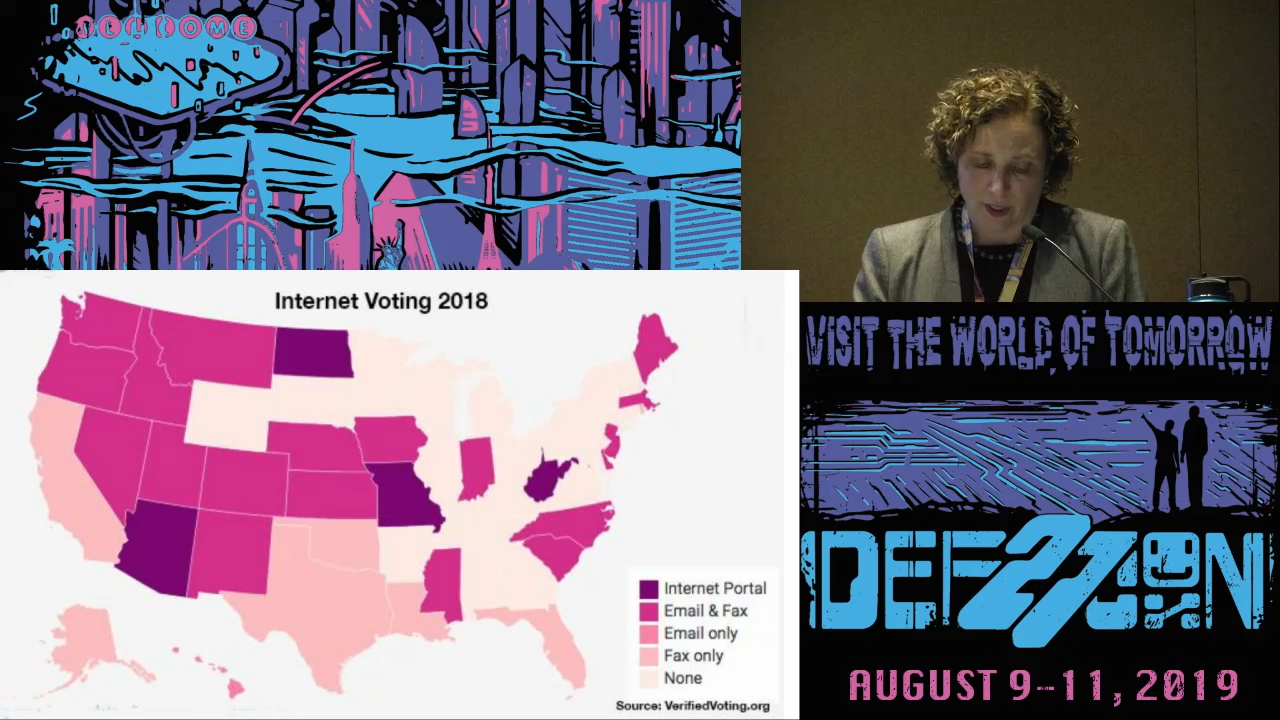 WELCOME
Internet Voting 2018
Internet Portal
Email & Fax
Email only
Fax only
None
Source: VerifiedVoting.org
VISIT THE WORLD OF TOMORROW
DEF 27 CON
AUGUST 9-11, 2019